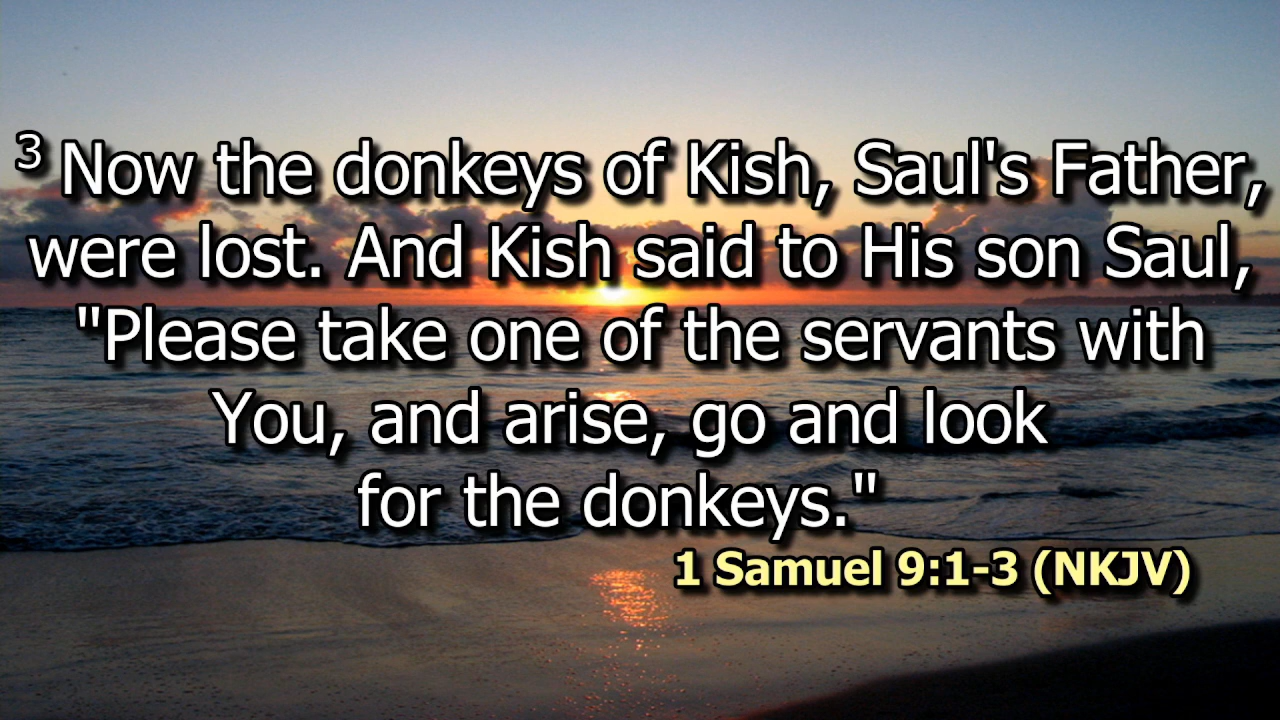 3 Now the donkeys of Kish, Saul's Father,
were lost. And Kish said to His son Saul,
"Please take one of the servants with
You, and arise, go and look
for the donkeys."
1 Samuel 9:1-3 (NKJV)